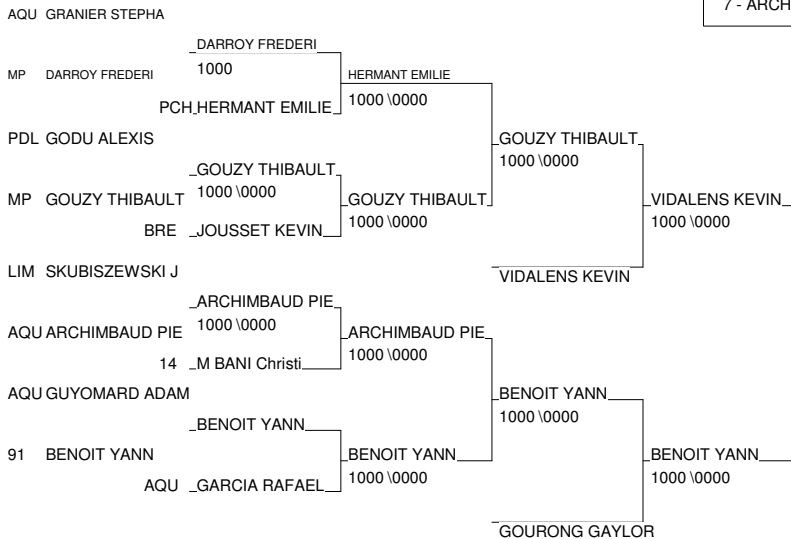 7 - ARCH
AQU GRANIER STEPHA
DARROY FREDERI
1000
MP DARROY FREDERI
HERMANT EMILIE
1000 \0000
PCH HERMANT EMILIE
PDL GODU ALEXIS
GOUZY THIBAULT
1000 \0000
GOUZY THIBAULT
1000 \0000
MP GOUZY THIBAULT
GOUZY THIBAULT
1000 \0000
VIDALENS KEVIN
1000 \0000
BRE JOUSSET KEVIN
LIM SKUBISZEWSKI J
VIDALENS KEVIN
ARCHIMBAUD PIE
1000 \0000
AQU ARCHIMBAUD PIE
ARCHIMBAUD PIE
1000 \0000
14 M BANI Christi
AQU GUYOMARD ADAM
BENOIT YANN
1000 \0000
BENOIT YANN
91 BENOIT YANN
BENOIT YANN
1000 \0000
BENOIT YANN
1000 \0000
AQU GARCIA RAFAEL
GOURONG GAYLOR